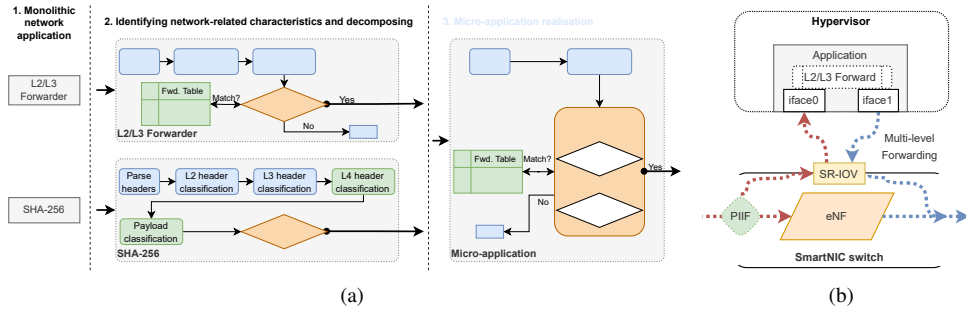 1. Monolithic
network
application
2. Identifying network-related characteristics and decomposing
3. Micro-application realisation
L2/L3
Forwarder
SHA-256
Fwd. Table
Match?
Yes
No
L2/L3 Forwarder
Parse
headers
L2 header
classification
L3 header
classification
L4 header
classification
Payload
classification
SHA-256
Fwd. Table
Match?
Yes
No
Micro-application
(a)
Hypervisor
Application
L2/L3 Forward
iface0
iface1
Multi-level
Forwarding
SR-IOV
PIIF
eNF
SmartNIC switch
(b)